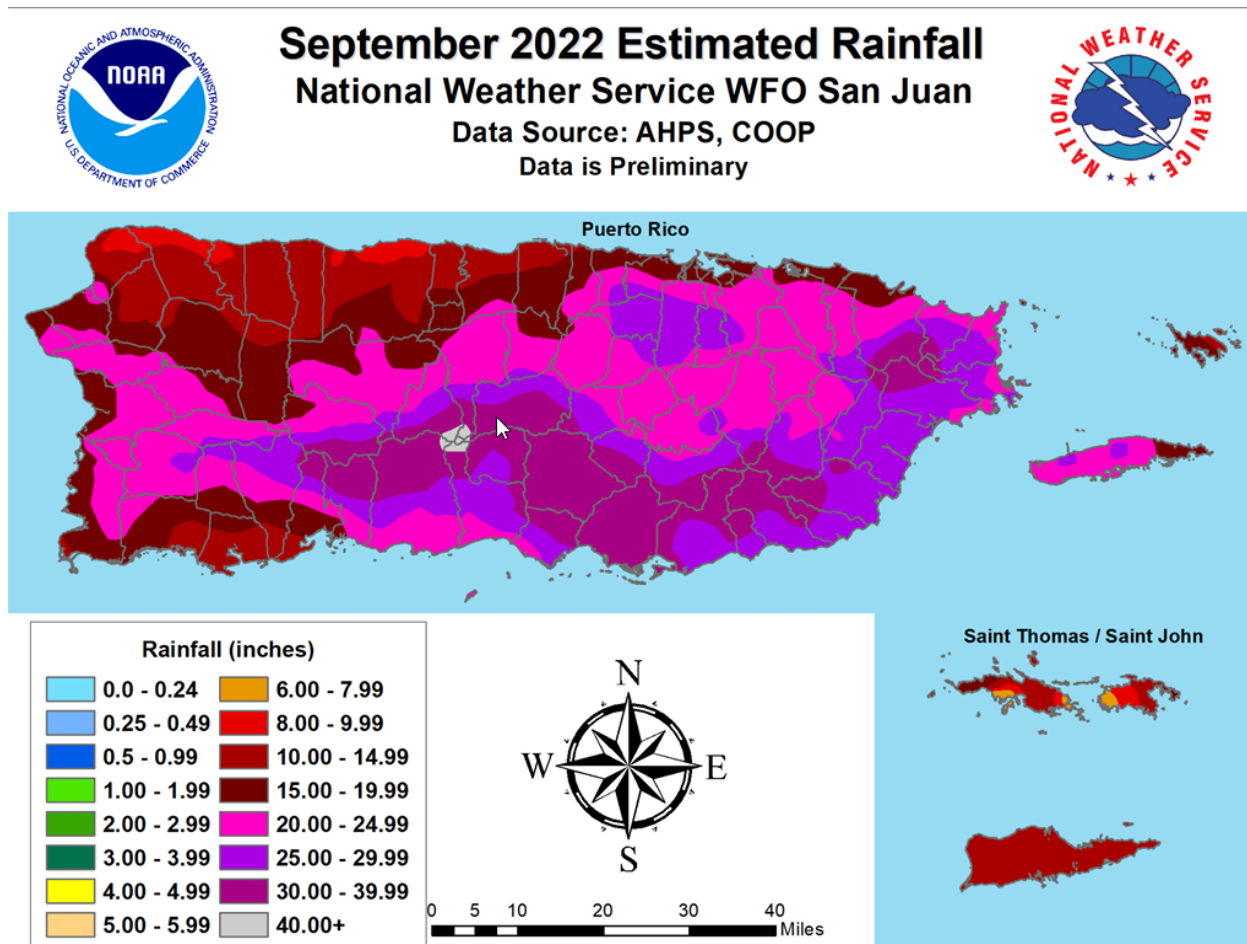 September 2022 Estimated Rainfall
National Weather Service WFO San Juan
Data Source: AHPS, COOP
Data is Preliminary
NATIONAL OCEANIC AND ATMOSPHERIC ADMINISTRATION
NOAA
U.S. DEPARTMENT OF COMMERCE
NATIONAL WEATHER SERVICE
Puerto Rico
Rainfall (inches)
0.0 - 0.24
0.25 - 0.49
0.5 - 0.99
1.00 - 1.99
2.00 - 2.99
3.00 - 3.99
4.00 - 4.99
5.00 - 5.99
6.00 - 7.99
8.00 - 9.99
10.00 - 14.99
15.00 - 19.99
20.00 - 24.99
25.00 - 29.99
30.00 - 39.99
40.00+
N
W E
S
0 5 10 20 30 40
Miles
Saint Thomas / Saint John